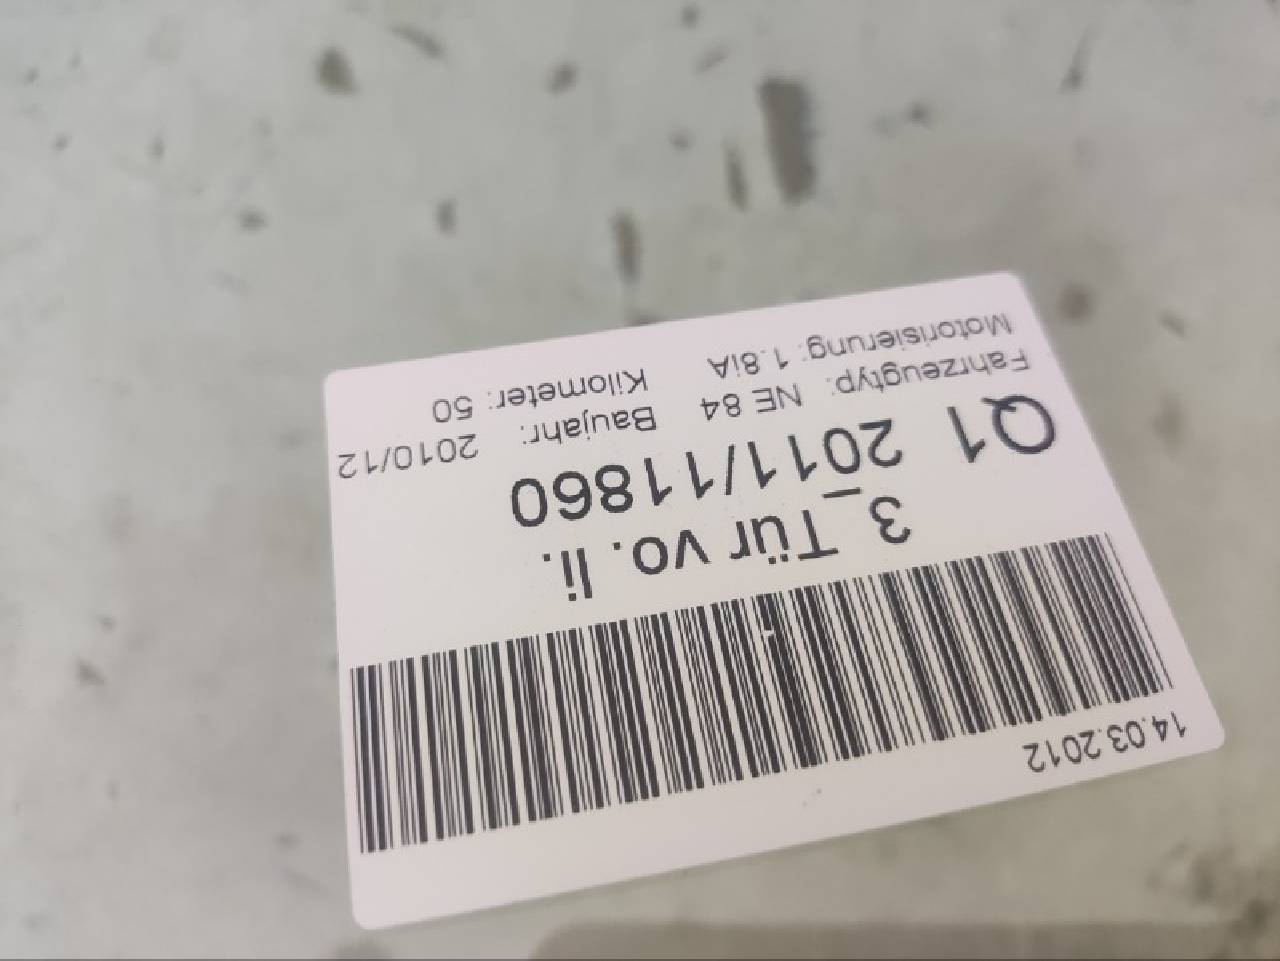 Motorisierung: 1.8iA Kilometer: 50
Fahrzeugtyp: NE 84 Baujahr: 2010/12
Q1 2011/11860
3_Tür vo. li.
14.03.2012